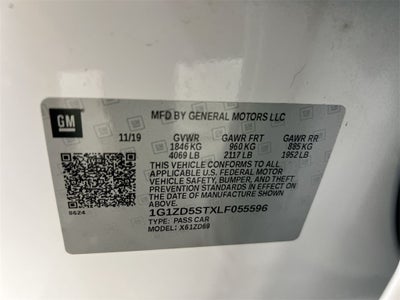 GM
MFD BY GENERAL MOTORS LLC
11/19 GVWR GAWR FRT GAWR RR
1846 KG 960 KG 885 KG
4069 LB 2117 LB 1952 LB
THIS VEHICLE CONFORMS TO ALL
APPLICABLE U.S. FEDERAL MOTOR
VEHICLE SAFETY, BUMPER, AND THEFT
PREVENTION STANDARDS IN EFFECT ON
THE DATE OF MANUFACTURE SHOWN
ABOVE.
8624
1G1ZD5STXLF055596
TYPE: PASS CAR
MODEL: X61ZD69